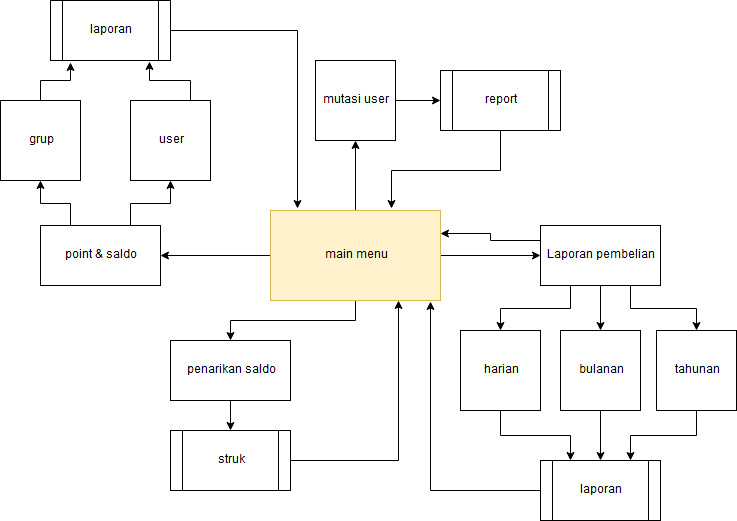 laporan
mutasi user
report
grup
user
point & saldo
main menu
Laporan pembelian
penarikan saldo
harian
bulanan
tahunan
struk
laporan